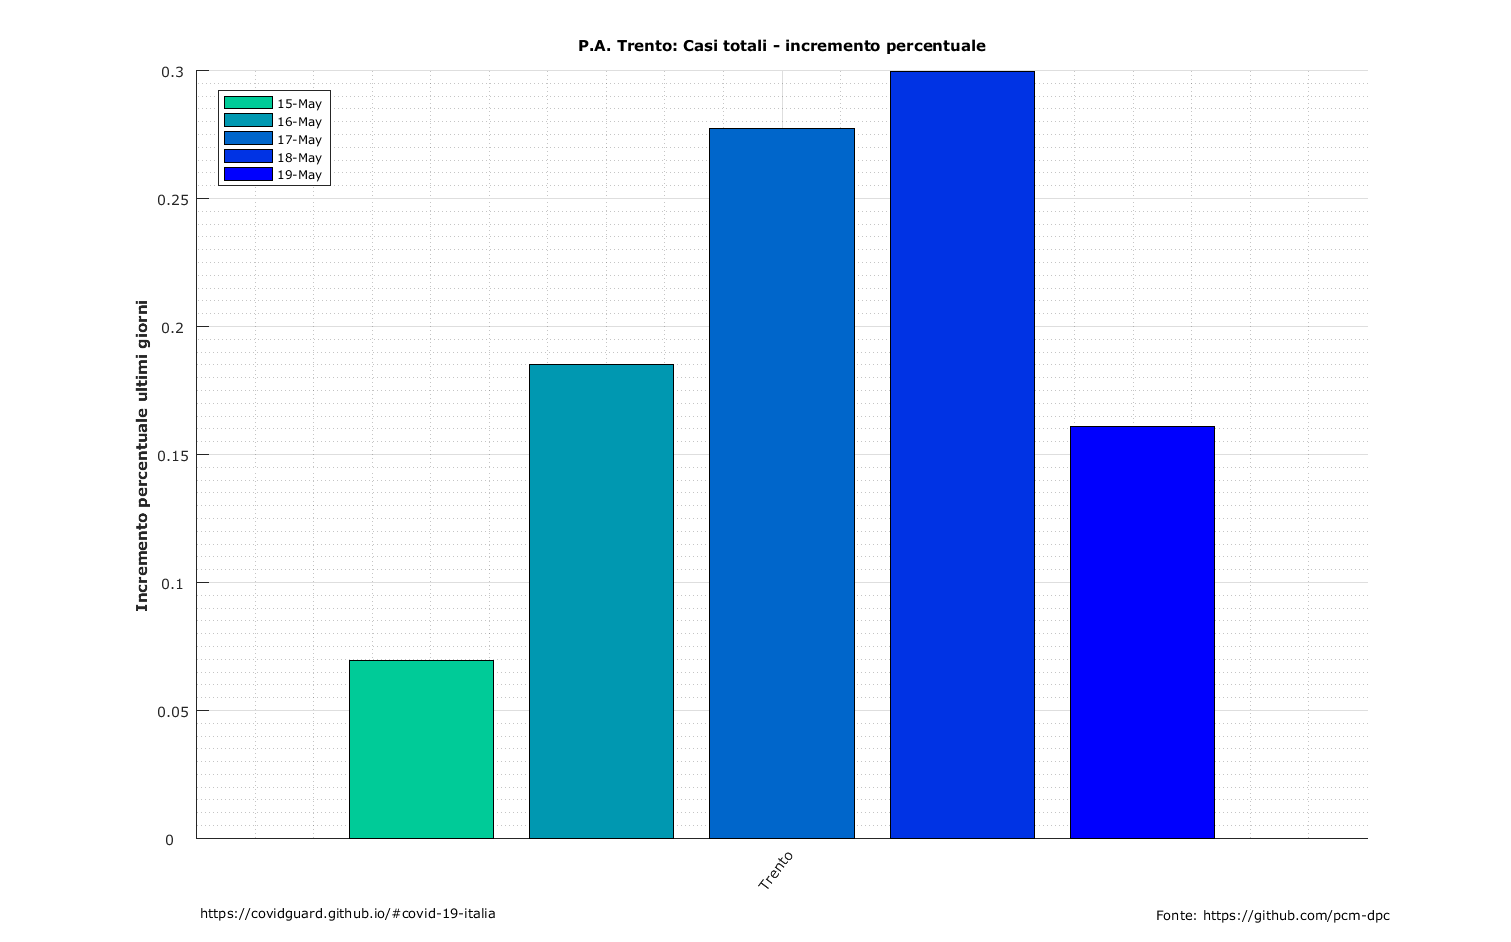 P.A. Trento: Casi totali - incremento percentuale
0.3
0.25
0.2
0.15
0.1
0.05
0
15-May
16-May
17-May
18-May
19-May
Incremento percentuale ultimi giorni
Trento
https://covidguard.github.io/#covid-19-italia
Fonte: https://github.com/pcm-dpc